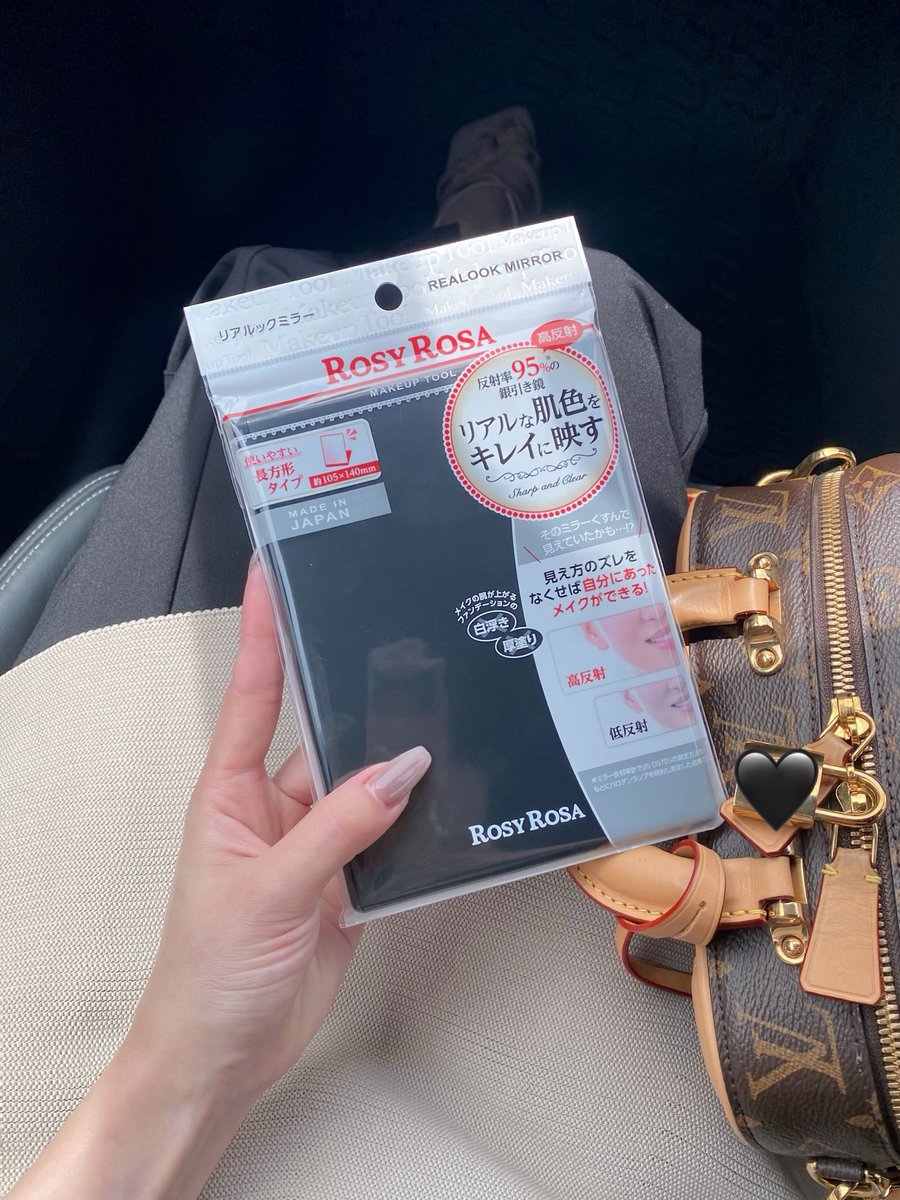 リアルックミラー
REALOOK MIRROR
ROSY ROSA
MAKEUP TOOL
高反射
反射率95%※の
銀引き鏡
リアルな肌色を
キレイに映す
Sharp and Clear
使いやすい
長方形
タイプ
約105×140mm
MADE IN
JAPAN
そのミラーくすんで
見えていたかも…!?
見え方のズレを
なくせば自分にあった
メイクができる!
メイクの腕が上がる
ファンデーションの
白浮き
厚塗り
高反射
低反射
ROSY ROSA
LV